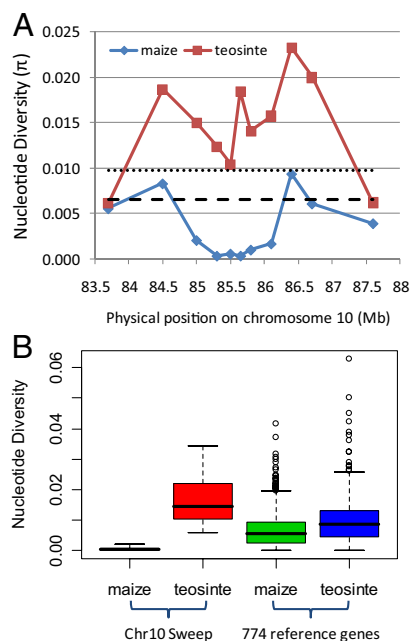 A
maize teosinte
Nucleotide Diversity (π)
0.025
0.020
0.015
0.010
0.005
0.000
83.5 84 84.5 85 85.5 86 86.5 87 87.5 88
Physical position on chromosome 10 (Mb)
B
Nucleotide Diversity
0.06
0.04
0.02
0.00
maize teosinte maize teosinte
Chr10 Sweep 774 reference genes